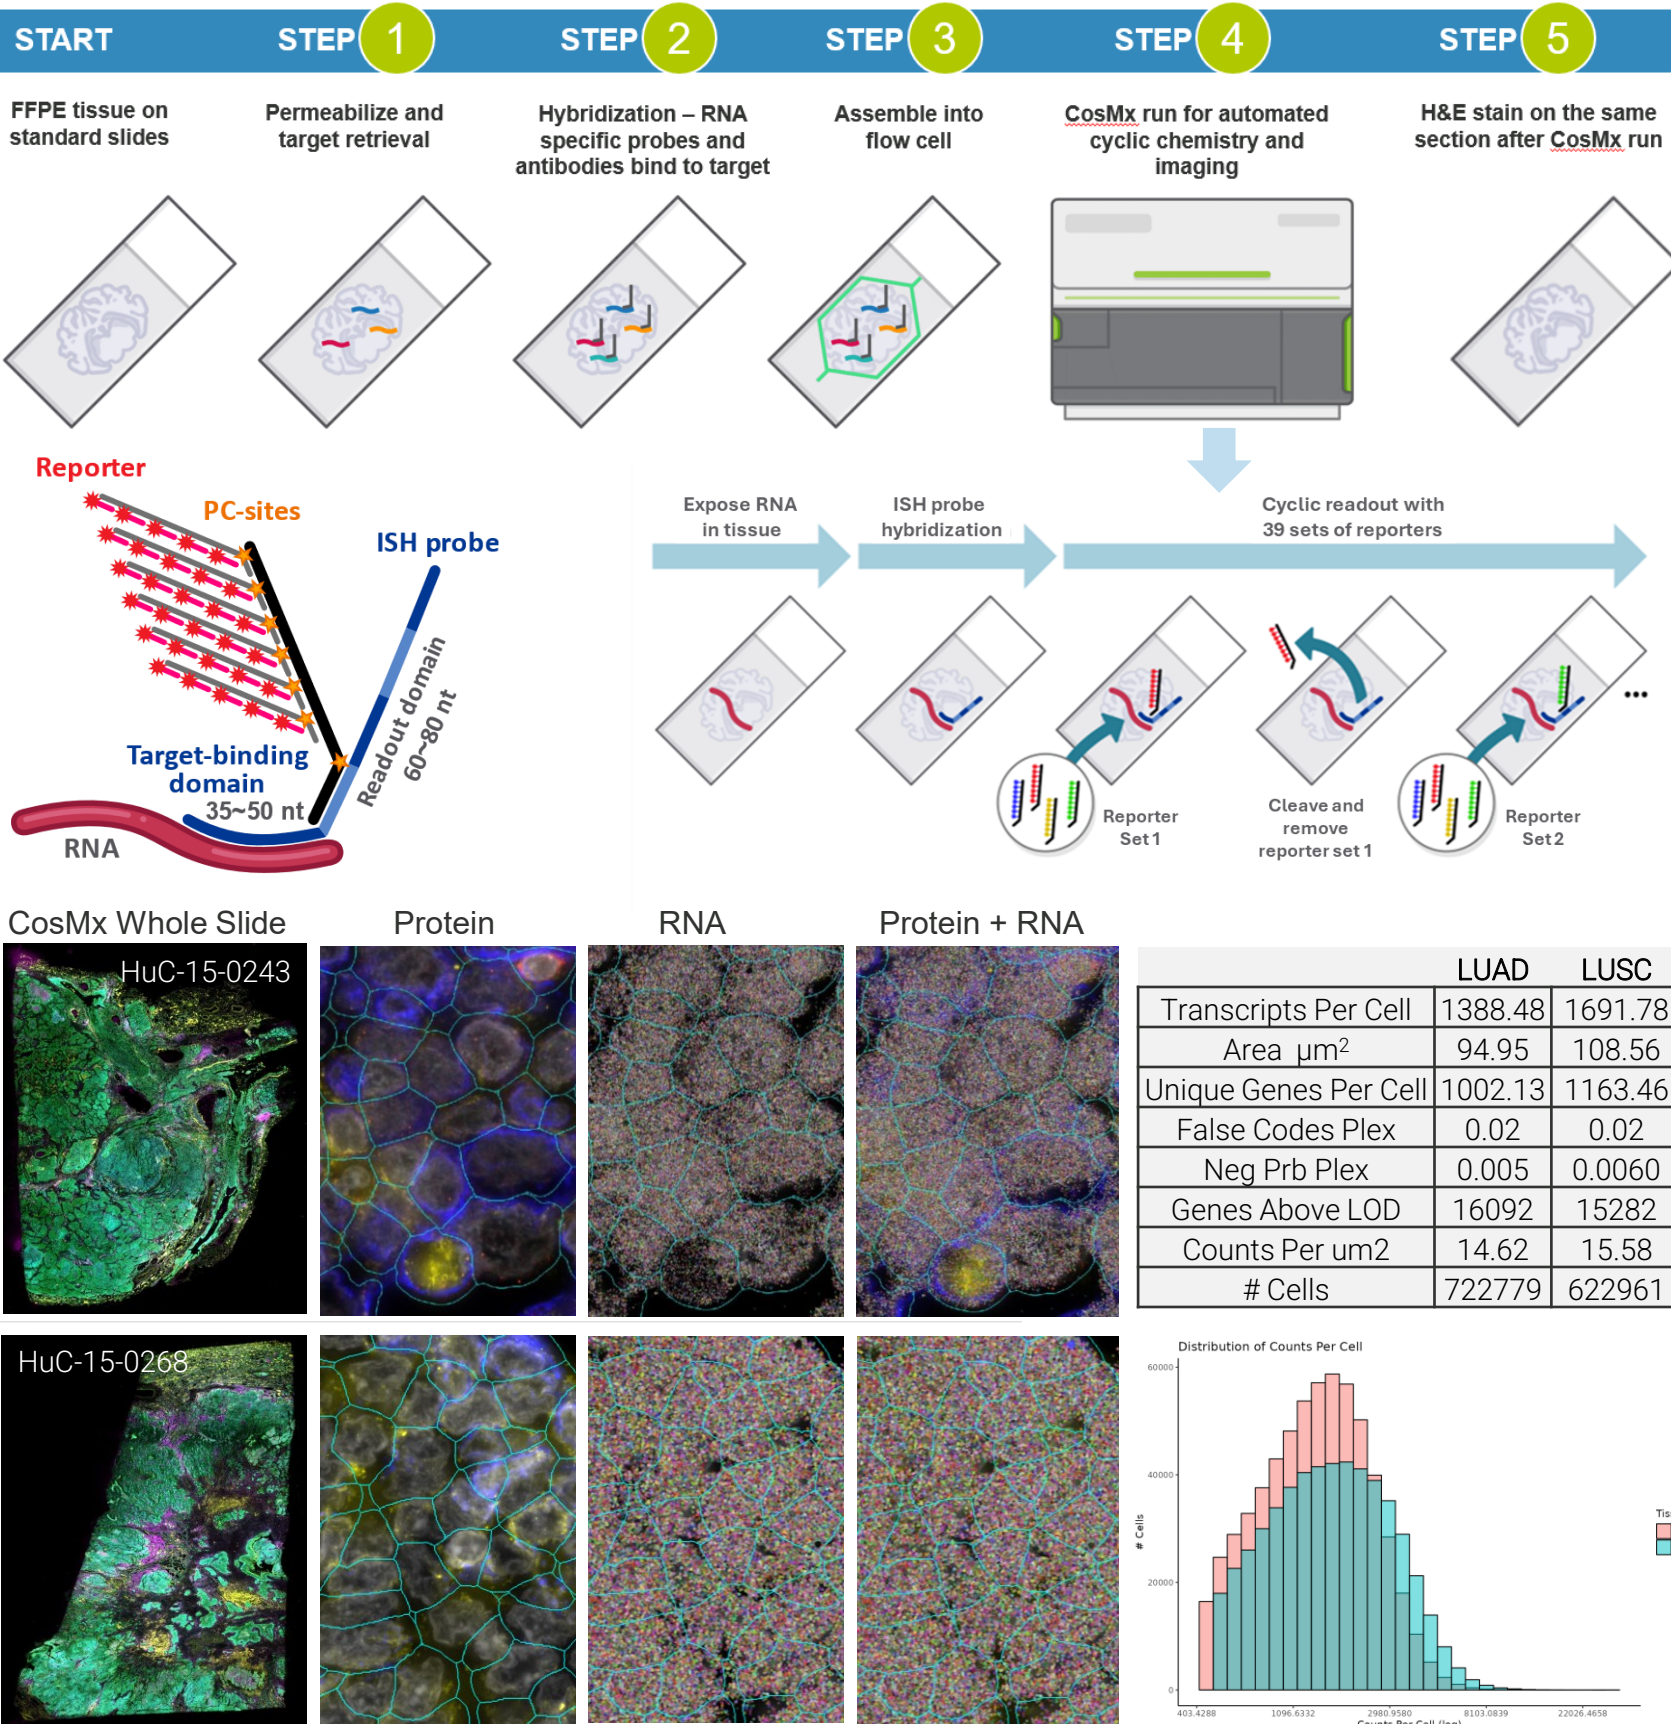 START
STEP 1
STEP 2
STEP 3
STEP 4
STEP 5
FFPE tissue on
standard slides
Permeabilize and
target retrieval
Hybridization – RNA
specific probes and
antibodies bind to target
Assemble into
flow cell
CosMx run for automated
cyclic chemistry and
imaging
H&E stain on the same
section after CosMx run
Reporter
PC-sites
ISH probe
Readout domain
60~80 nt
Target-binding
domain
35~50 nt
RNA
Expose RNA
in tissue
ISH probe
hybridization
Cyclic readout with
39 sets of reporters
Reporter
Set 1
Cleave and
remove
reporter set 1
Reporter
Set 2
...
CosMx Whole Slide
Protein
RNA
Protein + RNA
HuC-15-0243
HuC-15-0268
LUAD LUSC
Transcripts Per Cell 1388.48 1691.78
Area µm²  94.95 108.56
Unique Genes Per Cell 1002.13 1163.46
False Codes Plex 0.02 0.02
Neg Prb Plex 0.005 0.0060
Genes Above LOD 16092 15282
Counts Per um2 14.62 15.58
# Cells 722779 622961
Distribution of Counts Per Cell
60000
40000
20000
0
# Cells
403.4288 1096.6332 2980.9580 8103.0839 22026.4658
Counts Per Cell (log)